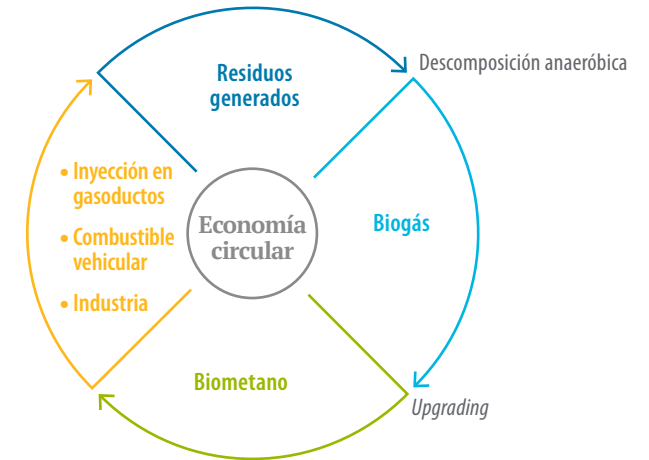 Residuos
generados
Descomposición anaeróbica
• Inyección en
gasoductos
• Combustible
vehicular
• Industria
Economía
circular
Biogás
Biometano
Upgrading